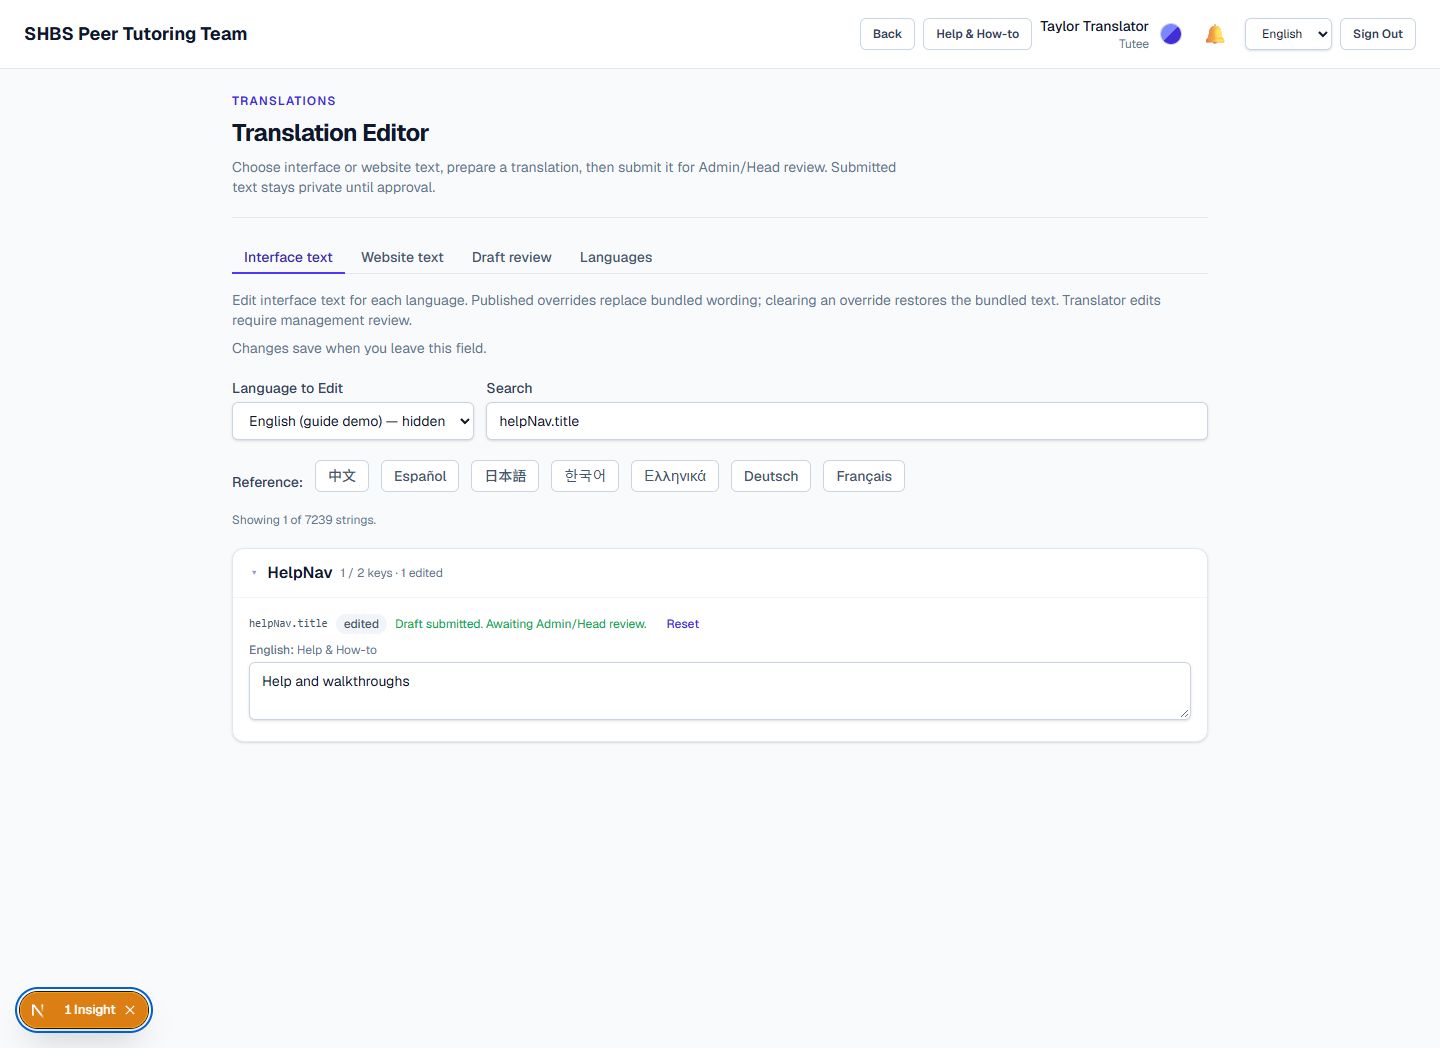 SHBS Peer Tutoring Team
Back
Help & How-to
Taylor Translator
Tutee
English
Sign Out
TRANSLATIONS
Translation Editor
Choose interface or website text, prepare a translation, then submit it for Admin/Head review. Submitted
text stays private until approval.
Interface text
Website text
Draft review
Languages
Edit interface text for each language. Published overrides replace bundled wording; clearing an override restores the bundled text. Translator edits
require management review.
Changes save when you leave this field.
Language to Edit
Search
English (guide demo) — hidden
helpNav.title
Reference:
中文
Español
日本語
한국어
Ελληνικά
Deutsch
Français
Showing 1 of 7239 strings.
HelpNav 1 / 2 keys · 1 edited
helpNav.title edited Draft submitted. Awaiting Admin/Head review. Reset
English: Help & How-to
Help and walkthroughs
N 1 Insight